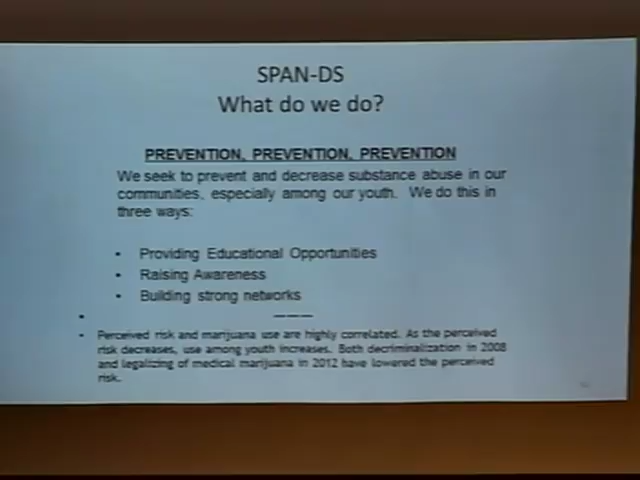 SPAN-DS
What do we do?
PREVENTION, PREVENTION, PREVENTION
We seek to prevent and decrease substance abuse in our
communities, especially among our youth. We do this in
three ways:
• Providing Educational Opportunities
• Raising Awareness
• Building strong networks
• ---
• Perceived risk and marijuana use are highly correlated. As the perceived
risk decreases, use among youth increases. Both decriminalization in 2008
and legalizing of medical marijuana in 2012 have lowered the perceived
risk.